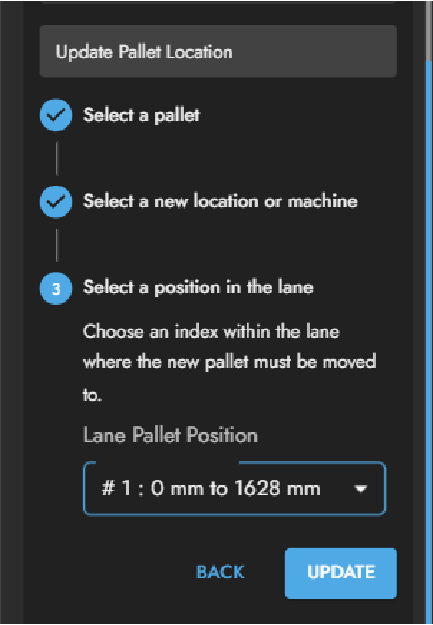 Update Pallet Location
Select a pallet
Select a new location or machine
3 Select a position in the lane
Choose an index within the lane
where the new pallet must be moved
to.
Lane Pallet Position
# 1 : 0 mm to 1628 mm
BACK UPDATE